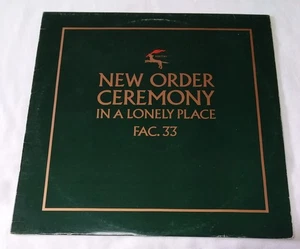 NEW ORDER
CEREMONY
IN A LONELY PLACE
FAC. 33